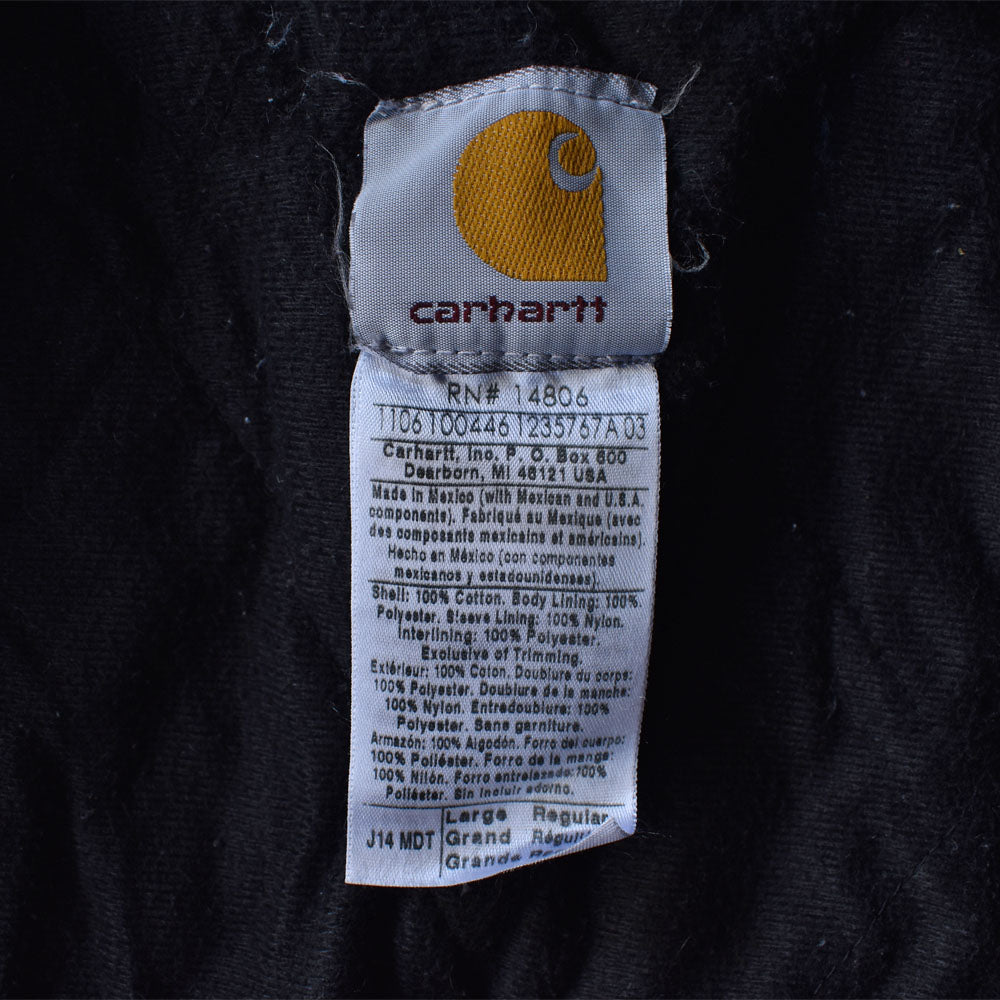 carhartt
RN# 14806
1106 100446 1235767A 03
Carhartt, Inc. P. O. Box 600
Dearborn, MI 48121 USA
Made in Mexico (with Mexican and U.S.A.
components). Fabriqué au Mexique (avec
des composants mexicains et américains).
Hecho en México (con componentes
mexicanos y estadounidenses).
Shell: 100% Cotton. Body Lining: 100%
Polyester. Sleeve Lining: 100% Nylon.
Interlining: 100% Polyester.
Exclusive of Trimming.
Extérieur: 100% Coton. Doublure du corps:
100% Polyester. Doublure de la manche:
100% Nylon. Entredoublure: 100%
Polyester. Sans garniture.
Armazón: 100% Algodón. Forro del cuerpo:
100% Poliéster. Forro de la manga:
100% Nilón. Forro entrelazado: 100%
Poliéster. Sin incluir adorno.
J14 MDT
Large Regular
Grand
Grande